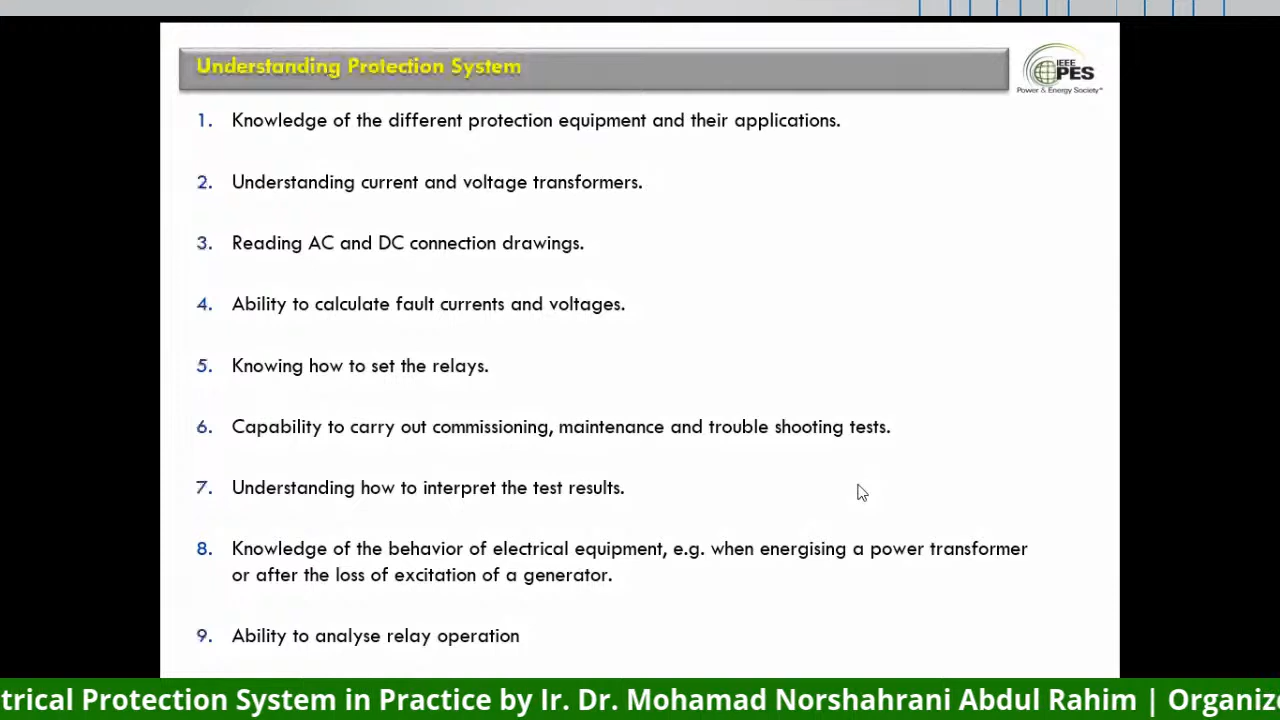 Understanding Protection System
IEEE
PES
Power & Energy Society™
1. Knowledge of the different protection equipment and their applications.
2. Understanding current and voltage transformers.
3. Reading AC and DC connection drawings.
4. Ability to calculate fault currents and voltages.
5. Knowing how to set the relays.
6. Capability to carry out commissioning, maintenance and trouble shooting tests.
7. Understanding how to interpret the test results.
8. Knowledge of the behavior of electrical equipment, e.g. when energising a power transformer
or after the loss of excitation of a generator.
9. Ability to analyse relay operation
trical Protection System in Practice by Ir. Dr. Mohamad Norshahrani Abdul Rahim | Organiz